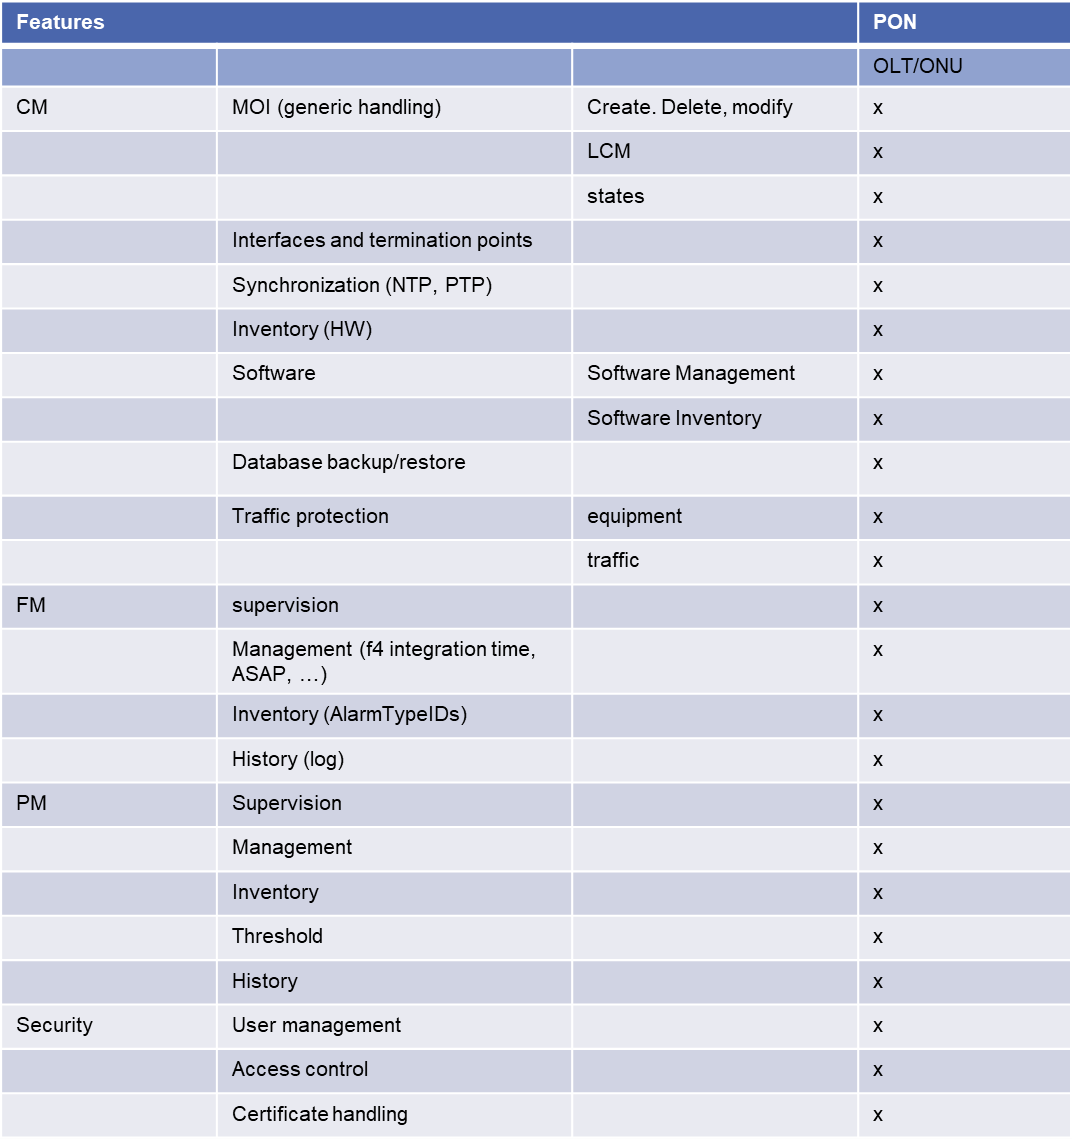 Features PON
OLT/ONU
CM MOI (generic handling) Create. Delete, modify x
LCM x
states x
Interfaces and termination points x
Synchronization (NTP, PTP) x
Inventory (HW) x
Software Software Management x
Software Inventory x
Database backup/restore x
Traffic protection equipment x
traffic x
FM supervision x
Management (f4 integration time, x
ASAP, …)
Inventory (AlarmTypeIDs) x
History (log) x
PM Supervision x
Management x
Inventory x
Threshold x
History x
Security User management x
Access control x
Certificate handling x